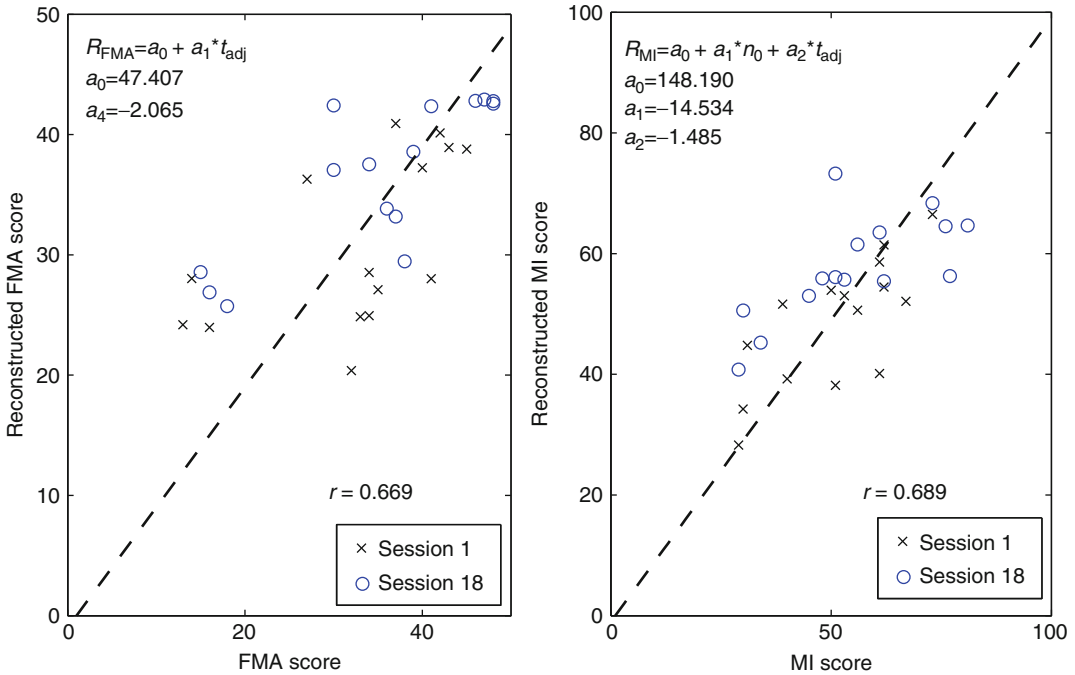 50
40
30
20
10
0
0
20
40
Reconstructed FMA score
FMA score
R_FMA=a_0 + a_1*t_adj
a_0=47.407
a_4=−2.065
r = 0.669
× Session 1
○ Session 18
100
80
60
40
20
0
0
50
100
Reconstructed MI score
MI score
R_MI=a_0 + a_1*n_0 + a_2*t_adj
a_0=148.190
a_1=−14.534
a_2=−1.485
r = 0.689
× Session 1
○ Session 18